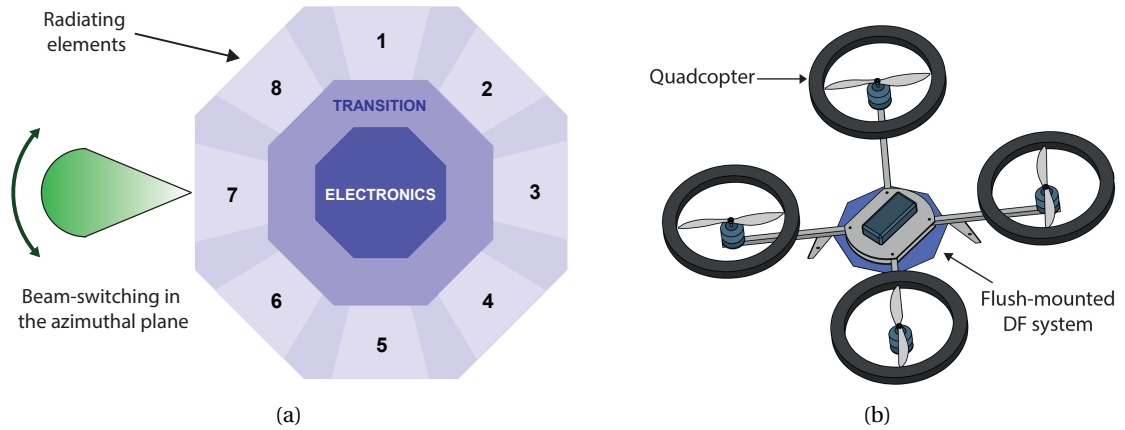 Radiating
elements
1
2
3
4
5
6
7
8
TRANSITION
ELECTRONICS
Beam-switching in
the azimuthal plane
(a)
Quadcopter
Flush-mounted
DF system
(b)